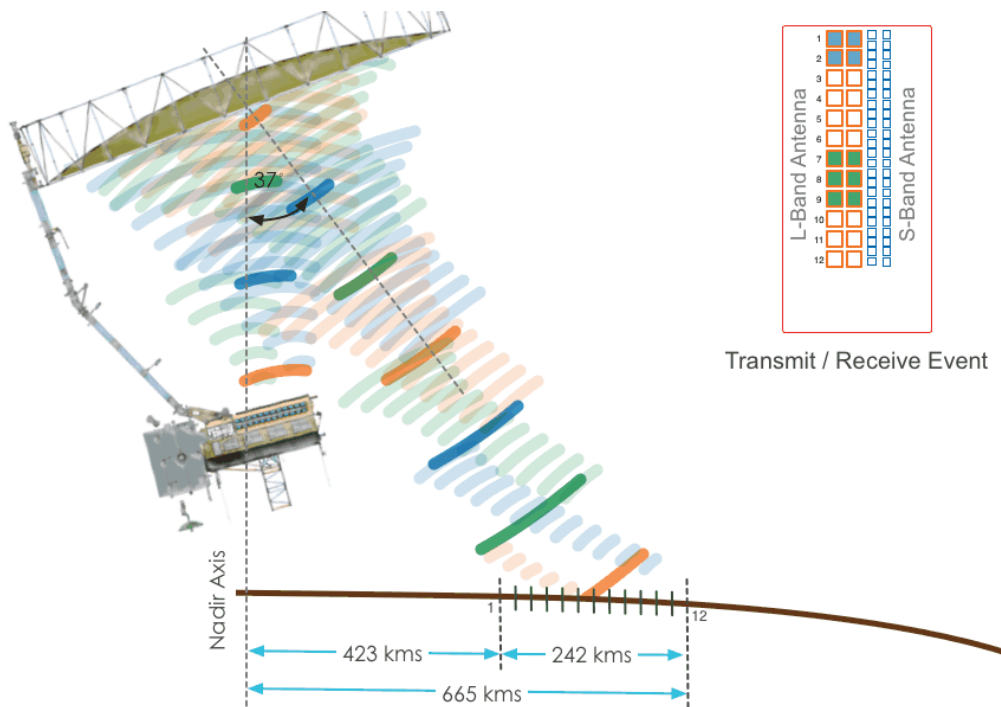 37°
1
2
3
4
5
6
7
8
9
10
11
12
L-Band Antenna
S-Band Antenna
Transmit / Receive Event
Nadir Axis
1
12
423 kms
242 kms
665 kms